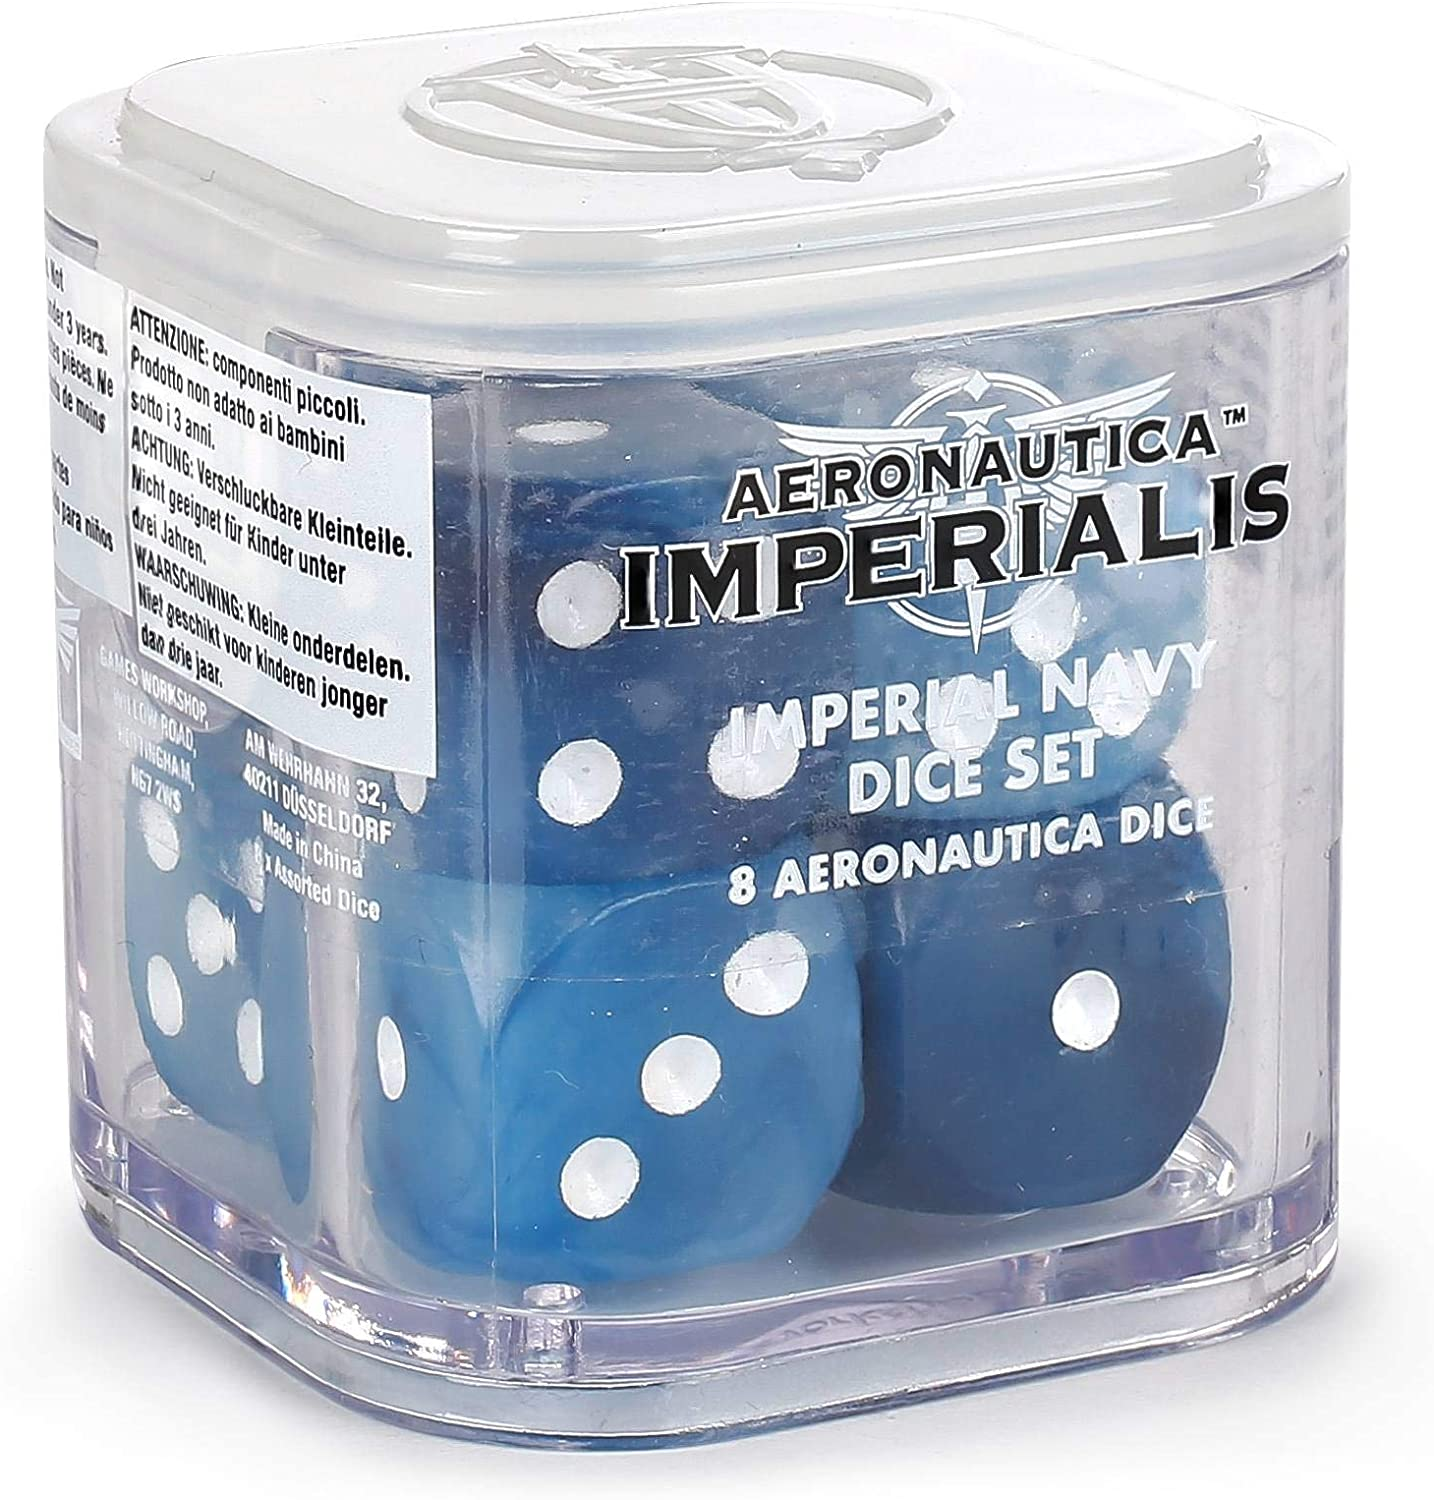 Not
under 3 years.
pièces. Ne
de moins
para niños
ATTENZIONE: componenti piccoli.
Prodotto non adatto ai bambini
sotto i 3 anni.
ACHTUNG: Verschluckbare Kleinteile.
Nicht geeignet für Kinder unter
drei Jahren.
WAARSCHUWING: Kleine onderdelen.
Niet geschikt voor kinderen jonger
dan drie jaar.
GAMES WORKSHOP,
WILLOW ROAD,
NOTTINGHAM,
NG7 2WS
AM WEHRHANN 32,
40211 DÜSSELDORF
Made in China
8 x Assorted Dice
AERONAUTICA™
IMPERIALIS
IMPERIAL NAVY
DICE SET
8 AERONAUTICA DICE